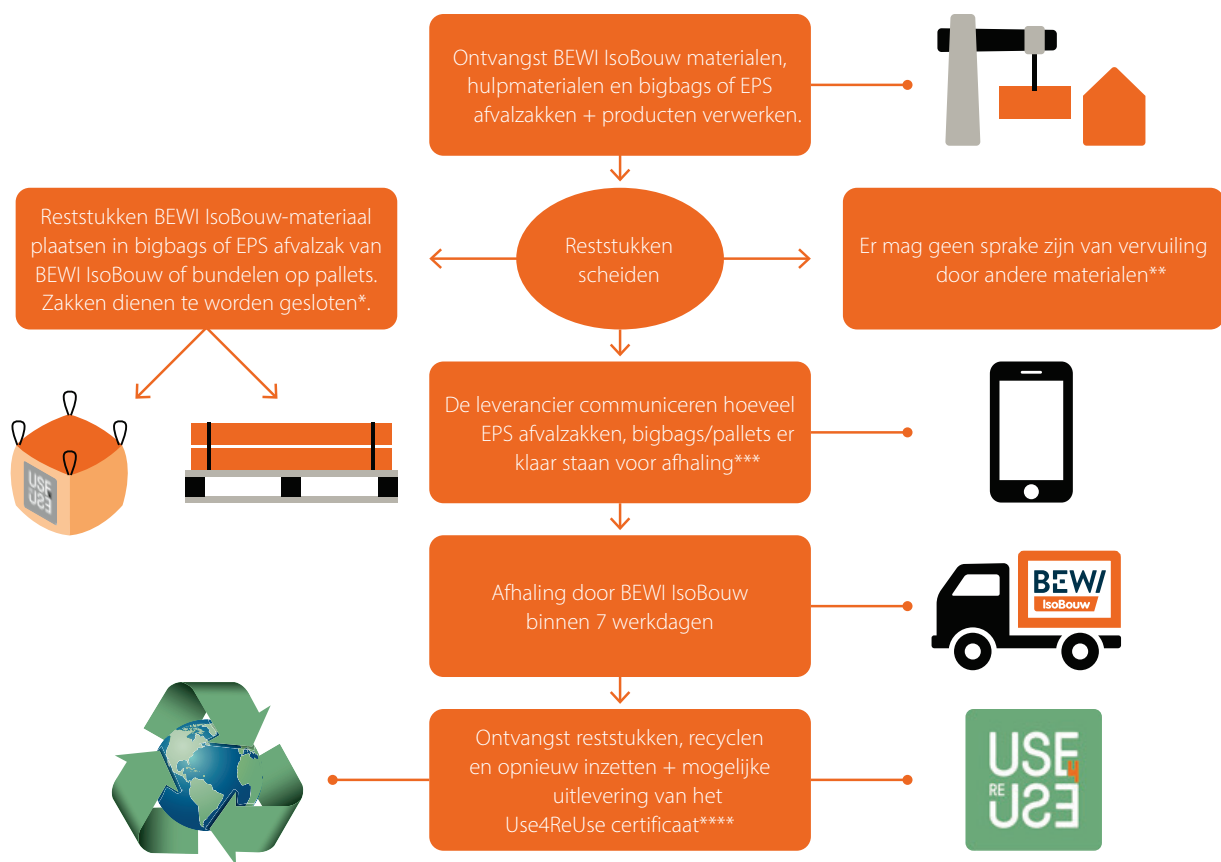 Ontvangst BEWI IsoBouw materialen,
hulpmaterialen en bigbags of EPS
afvalzakken + producten verwerken.
Reststukken BEWI IsoBouw-materiaal
plaatsen in bigbags of EPS afvalzak van
BEWI IsoBouw of bundelen op pallets.
Zakken dienen te worden gesloten*.
Reststukken
scheiden
Er mag geen sprake zijn van vervuiling
door andere materialen**
USE
USE
De leverancier communiceren hoeveel
EPS afvalzakken, bigbags/pallets er
klaar staan voor afhaling***
Afhaling door BEWI IsoBouw
binnen 7 werkdagen
BEWI
IsoBouw
Ontvangst reststukken, recyclen
en opnieuw inzetten + mogelijke
uitlevering van het
Use4ReUse certificaat****
USE
4
RE
USE